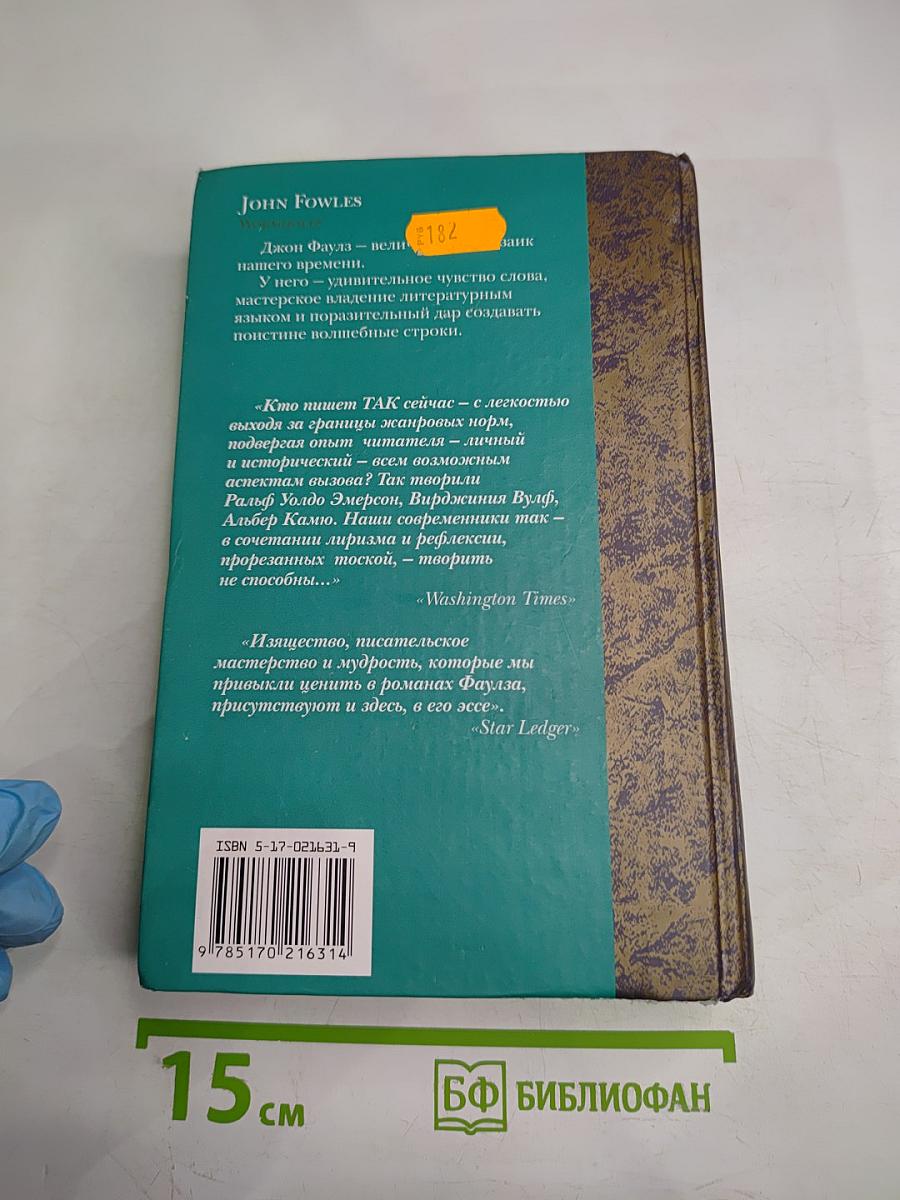 JOHN FOWLES
WORMHOLES
РУБ 182
Джон Фаулз – велич заик
нашего времени.
У него – удивительное чувство слова,
мастерское владение литературным
языком и поразительный дар создавать
поистине волшебные строки.
«Кто пишет ТАК сейчас – с легкостью
выходя за границы жанровых норм,
подвергая опыт читателя – личный
и исторический – всем возможным
аспектам вызова? Так творили
Ральф Уолдо Эмерсон, Вирджиния Вулф,
Альбер Камю. Наши современники так –
в сочетании лиризма и рефлексии,
прорезанных тоской, – творить
не способны...»
«Washington Times»
«Изящество, писательское
мастерство и мудрость, которые мы
привыкли ценить в романах Фаулза,
присутствуют и здесь, в его эссе».
«Star Ledger»
ISBN 5-17-021631-9
9 785170 216314
15 см
БФ БИБЛИОФАН